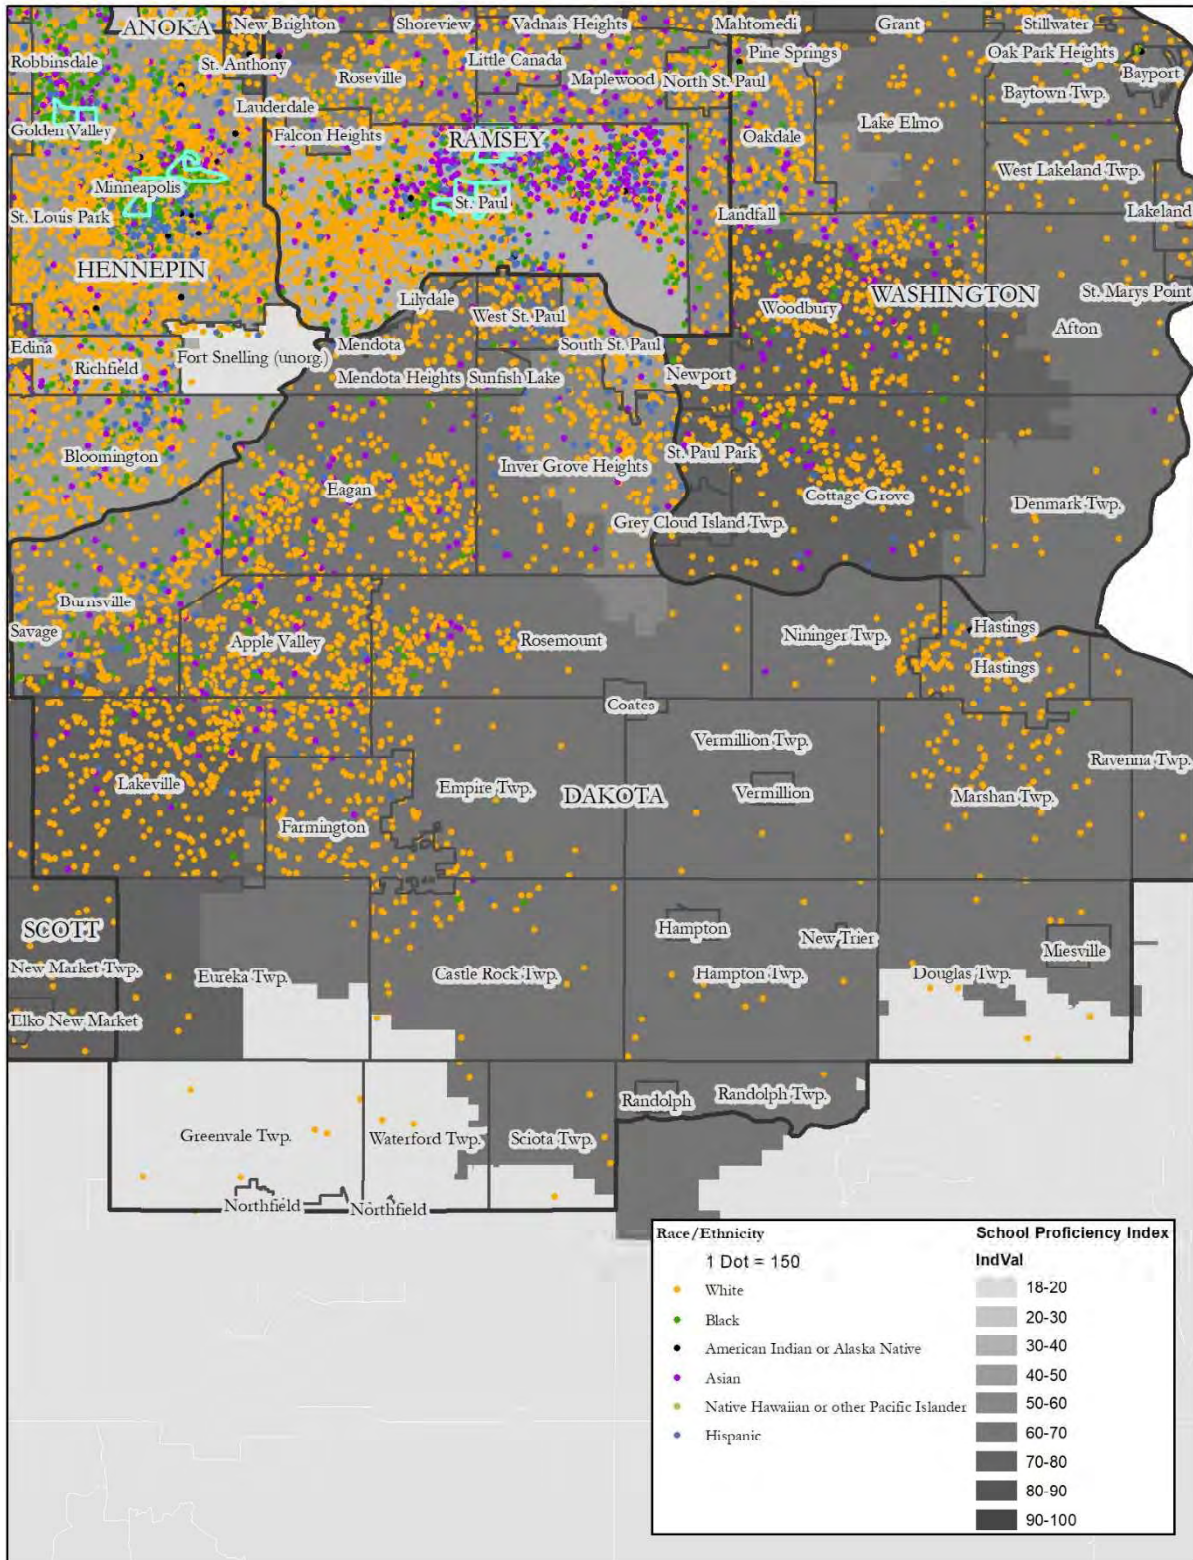 New Brighton
Shoreview
Vadnais Heights
Mahtomedi
Grant
Stillwater
ANOKA
Robbinsdale
St. Anthony
Roseville
Little Canada
Maplewood
North St. Paul
Pine Springs
Oak Park Heights
Bayport
Baytown Twp.
Lauderdale
Golden Valley
Falcon Heights
RAMSEY
Oakdale
Lake Elmo
West Lakeland Twp.
Minneapolis
St. Louis Park
St. Paul
Landfall
Lakeland
HENNEPIN
Lilydale
West St. Paul
Woodbury
WASHINGTON
St. Marys Point
Afton
Edina
Richfield
Fort Snelling (unorg.)
Mendota
Mendota Heights
Sunfish Lake
South St. Paul
Newport
Bloomington
Eagan
Inver Grove Heights
St. Paul Park
Cottage Grove
Grey Cloud Island Twp.
Denmark Twp.
Burnsville
Savage
Apple Valley
Rosemount
Nininger Twp.
Hastings
Hastings
Coates
Vermillion Twp.
Ravenna Twp.
Lakeville
Empire Twp.
DAKOTA
Vermillion
Marshan Twp.
Farmington
SCOTT
New Market Twp.
Eureka Twp.
Castle Rock Twp.
Hampton
New Trier
Hampton Twp.
Douglas Twp.
Miesville
Elko New Market
Randolph
Randolph Twp.
Greenvale Twp.
Waterford Twp.
Sciota Twp.
Northfield
Northfield
Race/Ethnicity
1 Dot = 150
White
Black
American Indian or Alaska Native
Asian
Native Hawaiian or other Pacific Islander
Hispanic
School Proficiency Index
IndVal
18-20
20-30
30-40
40-50
50-60
60-70
70-80
80-90
90-100